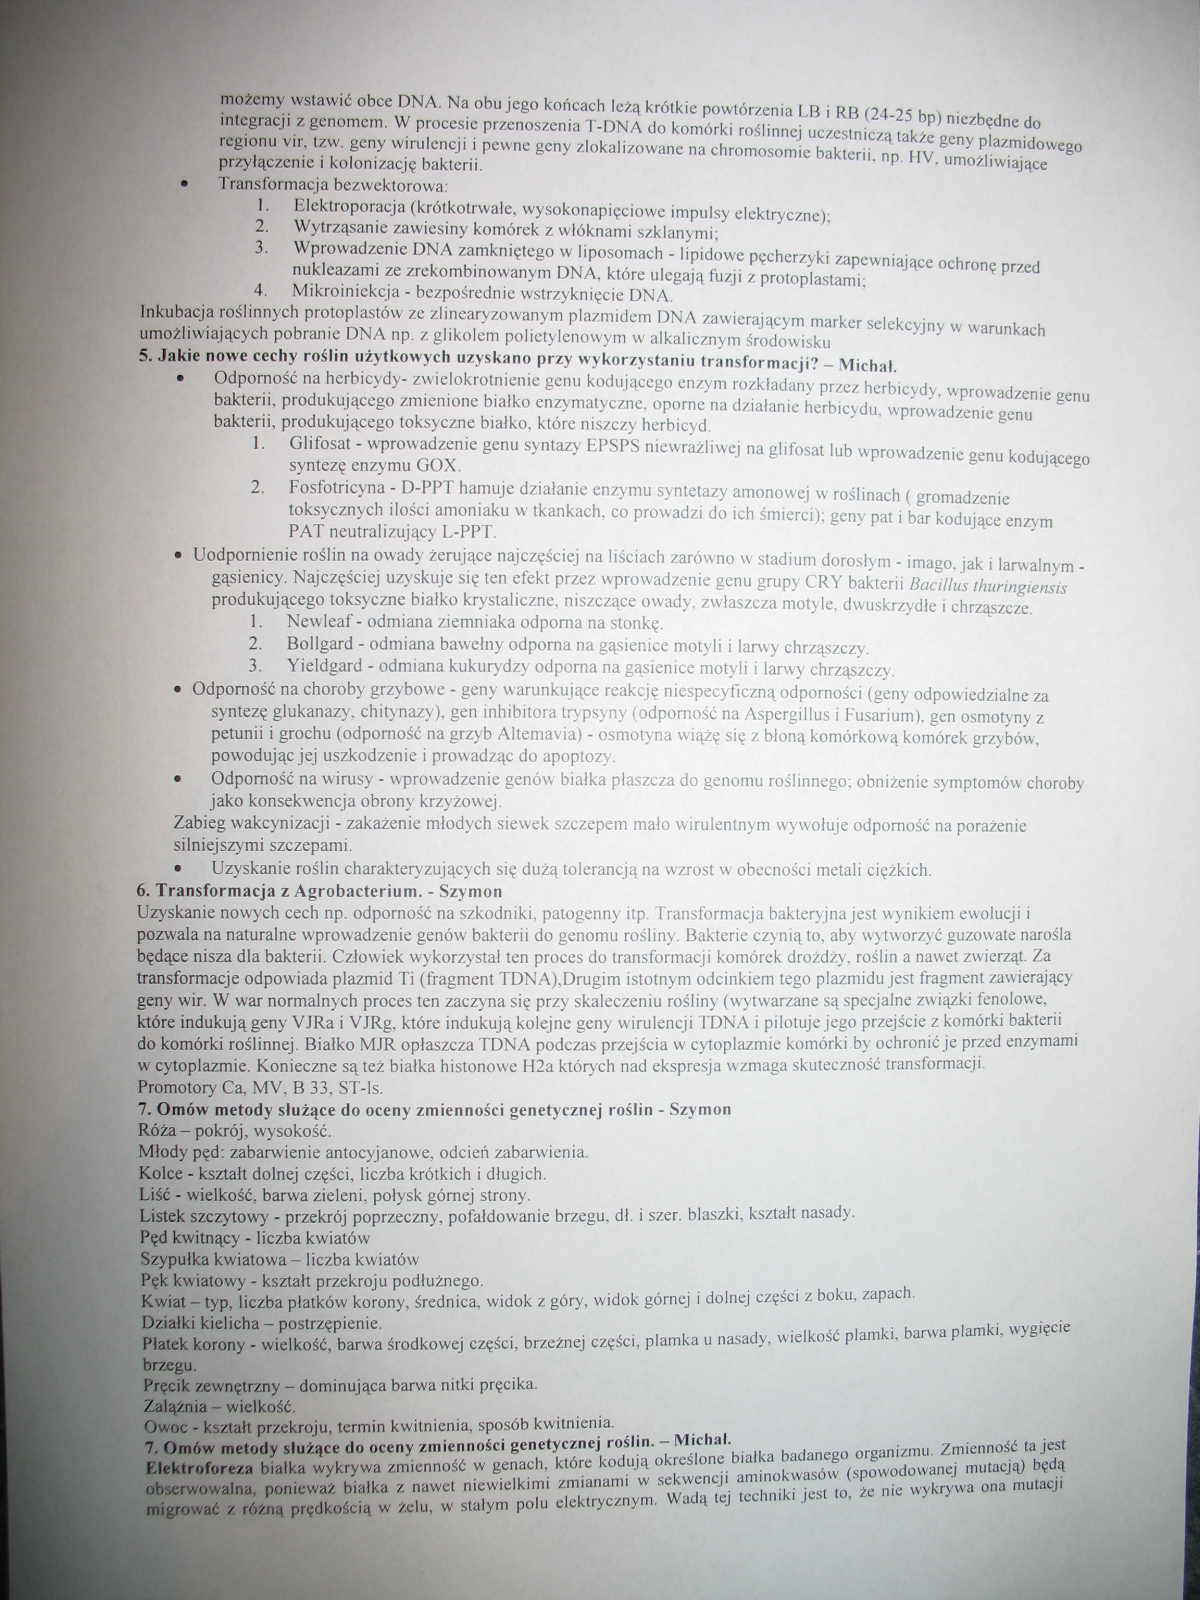 możemy wstawić obce DNA. Na obu jego końcach leżą krótkie powtórzenia LB i RB (24-25 bp) niezbędne do
integracji z genomem. W procesie przenoszenia T-DNA do komórki roślinnej uczestniczą także geny plazmidowego
regionu vir, tzw. geny wirulencji i pewne geny zlokalizowane na chromosomie bakterii, np. HV, umożliwiające
przyłączenie i kolonizację bakterii.
• Transformacja bezwektorowa:
1. Elektroporacja (krótkotrwałe, wysokonapięciowe impulsy elektryczne);
2. Wytrząsanie zawiesiny komórek z włóknami szklanymi;
3. Wprowadzenie DNA zamkniętego w liposomach - lipidowe pęcherzyki zapewniające ochronę przed
nukleazami ze zrekombinowanym DNA, które ulegają fuzji z protoplastami;
4. Mikroiniekcja - bezpośrednie wstrzyknięcie DNA.
Inkubacja roślinnych protoplastów ze zlinearyzowanym plazmidem DNA zawierającym marker selekcyjny w warunkach
umożliwiających pobranie DNA np. z glikolem polietylenowym w alkalicznym środowisku
5. Jakie nowe cechy roślin użytkowych uzyskano przy wykorzystaniu transformacji? – Michał.
• Odporność na herbicydy- zwielokrotnienie genu kodującego enzym rozkładany przez herbicydy, wprowadzenie genu
bakterii, produkującego zmienione białko enzymatyczne, oporne na działanie herbicydu, wprowadzenie genu
bakterii, produkującego toksyczne białko, które niszczy herbicyd.
1. Glifosat - wprowadzenie genu syntazy EPSPS niewrażliwej na glifosat lub wprowadzenie genu kodującego
syntezę enzymu GOX.
2. Fosfotricyna - D-PPT hamuje działanie enzymu syntetazy amonowej w roślinach ( gromadzenie
toksycznych ilości amoniaku w tkankach, co prowadzi do ich śmierci); geny pat i bar kodujące enzym
PAT neutralizujący L-PPT.
• Uodpornienie roślin na owady żerujące najczęściej na liściach zarówno w stadium dorosłym - imago, jak i larwalnym -
gąsienicy. Najczęściej uzyskuje się ten efekt przez wprowadzenie genu grupy CRY bakterii Bacillus thuringiensis
produkującego toksyczne białko krystaliczne, niszczące owady, zwłaszcza motyle, dwuskrzydłe i chrząszcze.
1. Newleaf - odmiana ziemniaka odporna na stonkę.
2. Bollgard - odmiana bawełny odporna na gąsienice motyli i larwy chrząszczy.
3. Yieldgard - odmiana kukurydzy odporna na gąsienice motyli i larwy chrząszczy.
• Odporność na choroby grzybowe - geny warunkujące reakcję niespecyficzną odporności (geny odpowiedzialne za
syntezę glukanazy, chitynazy), gen inhibitora trypsyny (odporność na Aspergillus i Fusarium), gen osmotyny z
petunii i grochu (odporność na grzyb Altemavia) - osmotyna wiążę się z błoną komórkową komórek grzybów,
powodując jej uszkodzenie i prowadząc do apoptozy.
• Odporność na wirusy - wprowadzenie genów białka płaszcza do genomu roślinnego; obniżenie symptomów choroby
jako konsekwencja obrony krzyżowej.
Zabieg wakcynizacji - zakażenie młodych siewek szczepem mało wirulentnym wywołuje odporność na porażenie
silniejszymi szczepami.
• Uzyskanie roślin charakteryzujących się dużą tolerancją na wzrost w obecności metali ciężkich.
6. Transformacja z Agrobacterium. - Szymon
Uzyskanie nowych cech np. odporność na szkodniki, patogenny itp. Transformacja bakteryjna jest wynikiem ewolucji i
pozwala na naturalne wprowadzenie genów bakterii do genomu rośliny. Bakterie czynią to, aby wytworzyć guzowate narośla
będące nisza dla bakterii. Człowiek wykorzystał ten proces do transformacji komórek drożdży, roślin a nawet zwierząt. Za
transformacje odpowiada plazmid Ti (fragment TDNA),Drugim istotnym odcinkiem tego plazmidu jest fragment zawierający
geny wir. W war normalnych proces ten zaczyna się przy skaleczeniu rośliny (wytwarzane są specjalne związki fenolowe,
które indukują geny VJRa i VJRg, które indukują kolejne geny wirulencji TDNA i pilotuje jego przejście z komórki bakterii
do komórki roślinnej. Białko MJR opłaszcza TDNA podczas przejścia w cytoplazmie komórki by ochronić je przed enzymami
w cytoplazmie. Konieczne są też białka histonowe H2a których nad ekspresja wzmaga skuteczność transformacji.
Promotory Ca, MV, B 33, ST-ls.
7. Omów metody służące do oceny zmienności genetycznej roślin - Szymon
Róża – pokrój, wysokość.
Młody pęd: zabarwienie antocyjanowe, odcień zabarwienia.
Kolce - kształt dolnej części, liczba krótkich i długich.
Liść - wielkość, barwa zieleni, połysk górnej strony.
Listek szczytowy - przekrój poprzeczny, pofałdowanie brzegu, dł. i szer. blaszki, kształt nasady.
Pęd kwitnący - liczba kwiatów
Szypułka kwiatowa – liczba kwiatów
Pęk kwiatowy - kształt przekroju podłużnego.
Kwiat – typ, liczba płatków korony, średnica, widok z góry, widok górnej i dolnej części z boku, zapach.
Działki kielicha – postrzępienie.
Płatek korony - wielkość, barwa środkowej części, brzeżnej części, plamka u nasady, wielkość plamki, barwa plamki, wygięcie
brzegu.
Pręcik zewnętrzny – dominująca barwa nitki pręcika.
Zalążnia – wielkość.
Owoc - kształt przekroju, termin kwitnienia, sposób kwitnienia.
7. Omów metody służące do oceny zmienności genetycznej roślin. – Michał.
Elektroforeza białka wykrywa zmienność w genach, które kodują określone białka badanego organizmu. Zmienność ta jest
obserwowalna, ponieważ białka z nawet niewielkimi zmianami w sekwencji aminokwasów (spowodowanej mutacją) będą
migrować z różną prędkością w żelu, w stałym polu elektrycznym. Wadą tej techniki jest to, że nie wykrywa ona mutacji